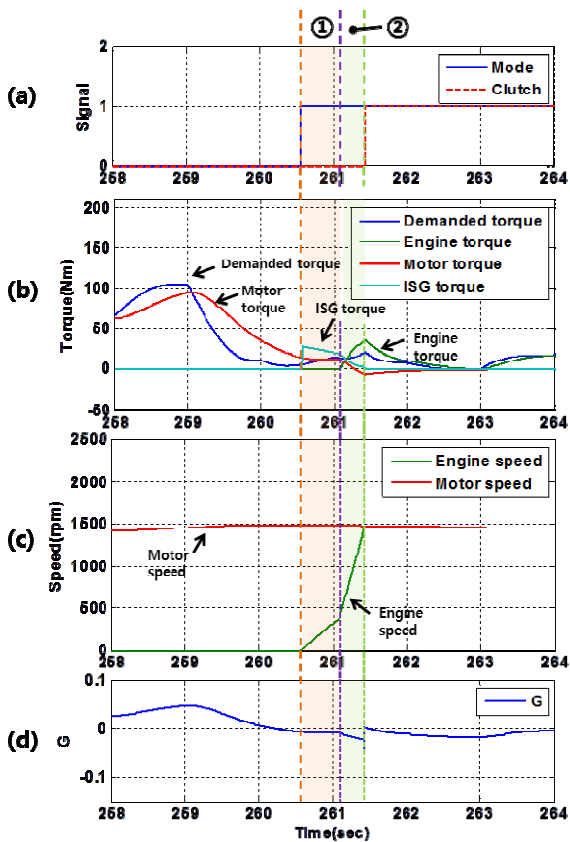 ① ②
(a)
Signal
2
1
0
Mode
Clutch
258 259 260 261 262 263 264
(b)
Torque(Nm)
200
150
100
50
0
-50
Demanded torque
Engine torque
Motor torque
ISG torque
Demanded torque
Motor
torque
ISG torque
Engine
torque
258 259 260 261 262 263 264
(c)
Speed(rpm)
2500
2000
1500
1000
500
0
Engine speed
Motor speed
Motor
speed
Engine
speed
258 259 260 261 262 263 264
(d)
G
0.1
0
-0.1
G
258 259 260 261 262 263 264
Time(sec)